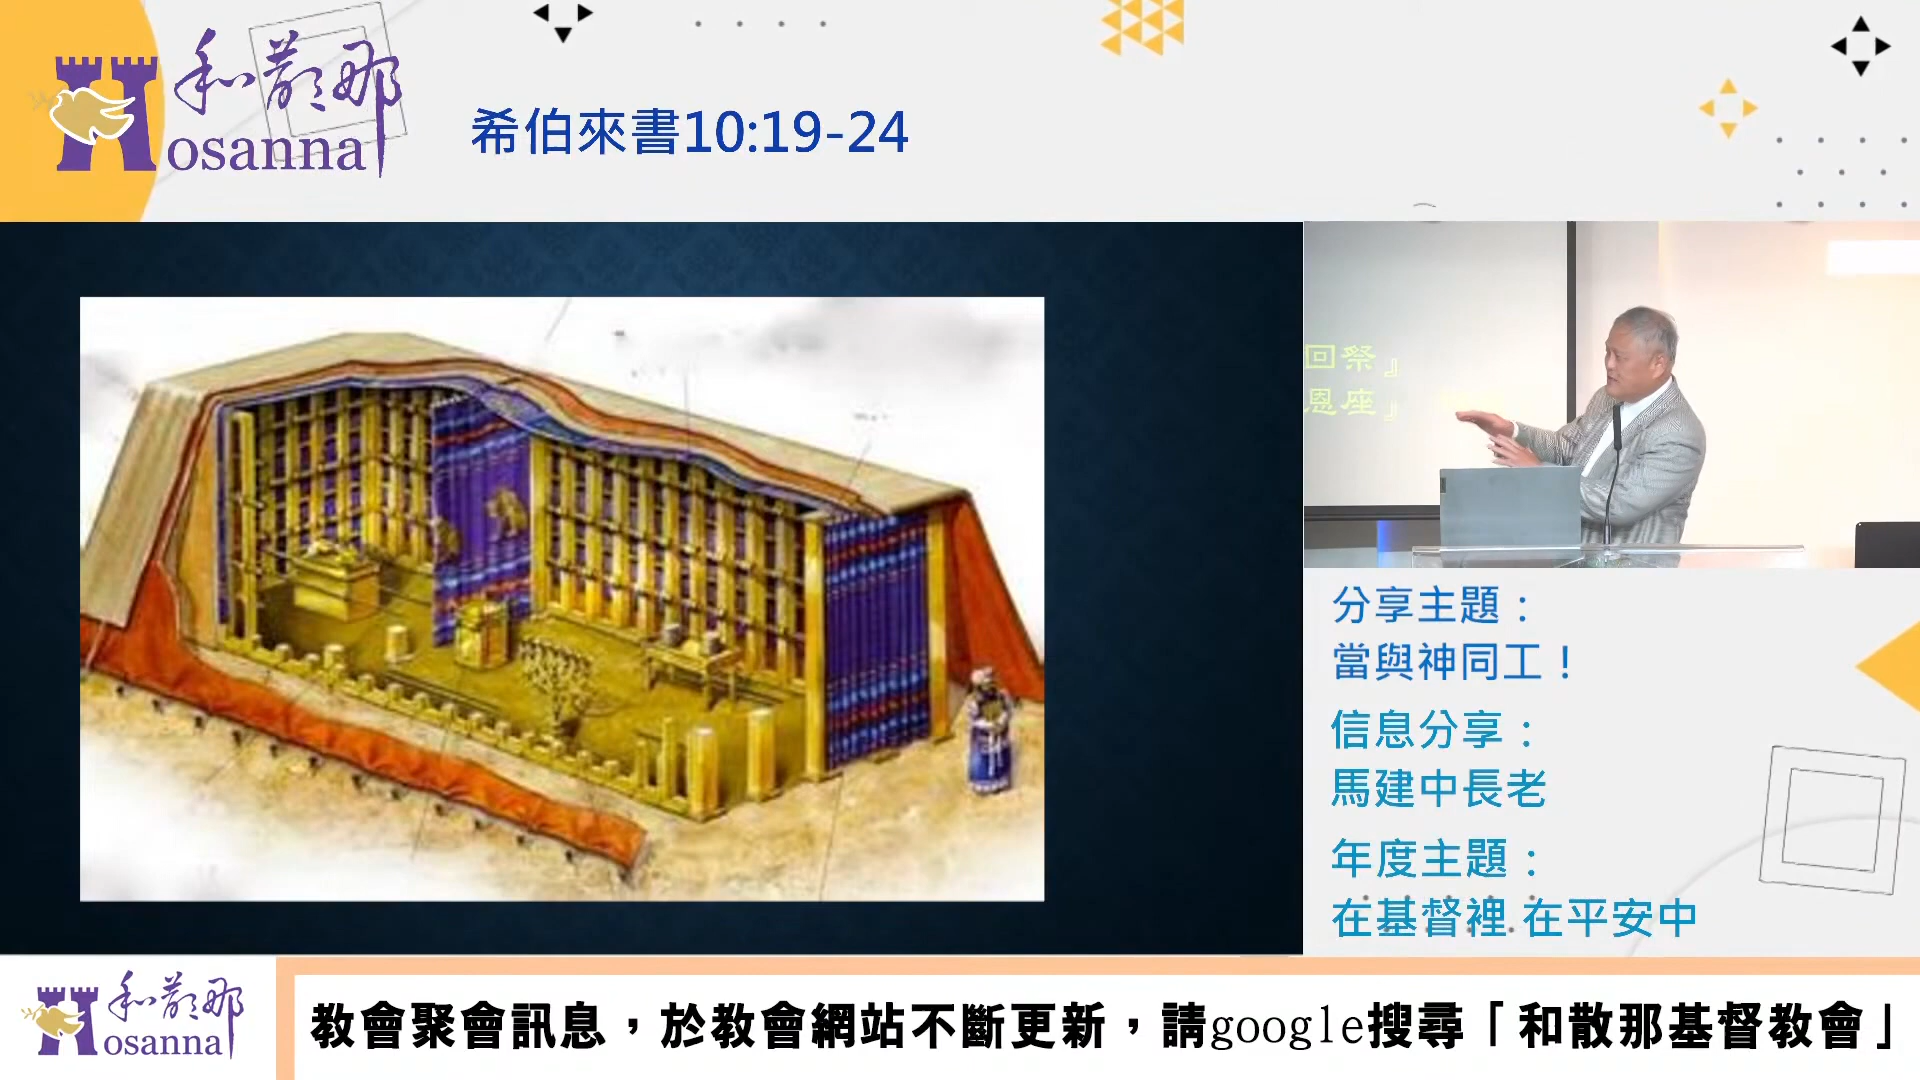 和散那
Hosanna
希伯來書10:19-24
回祭』
恩座』
分享主題：
當與神同工！
信息分享：
馬建中長老
年度主題：
在基督裡 在平安中
和散那
Hosanna
教會聚會訊息，於教會網站不斷更新，請google搜尋「和散那基督教會」